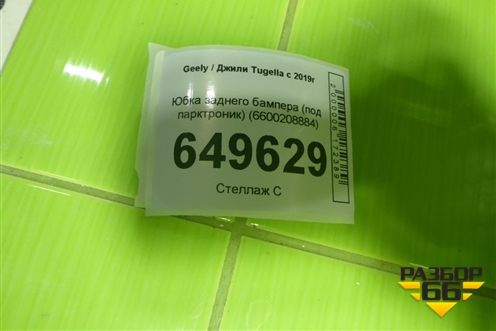 Geely / Джили Tugella с 2019г
Юбка заднего бампера (под
парктроник) (6600208884)
649629
Стеллаж С
РАЗБОР
66